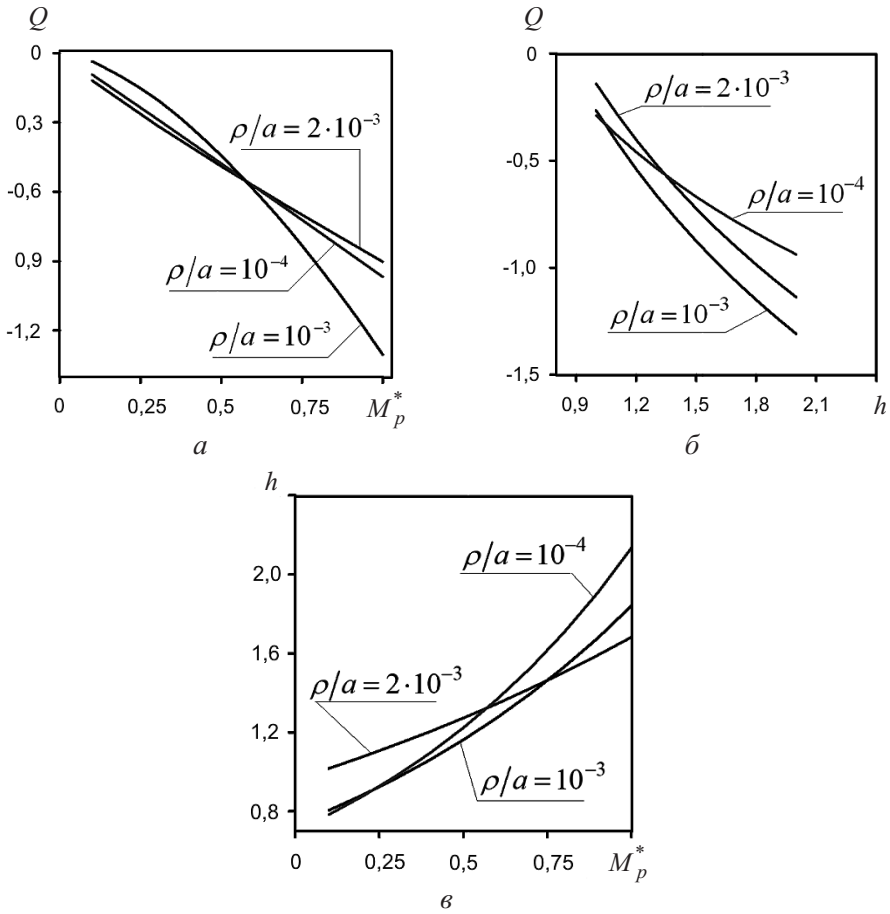 Q
0
0,3
-0,6
0,9
-1,2
ρ/a = 2·10⁻³
ρ/a = 10⁻⁴
ρ/a = 10⁻³
0 0,25 0,5 0,75 M*ₚ
а
Q
0
-0,5
-1,0
-1,5
ρ/a = 2·10⁻³
ρ/a = 10⁻⁴
ρ/a = 10⁻³
0,9 1,2 1,5 1,8 2,1 h
б
h
2,0
1,6
1,2
0,8
ρ/a = 10⁻⁴
ρ/a = 2·10⁻³
ρ/a = 10⁻³
0 0,25 0,5 0,75 M*ₚ
в